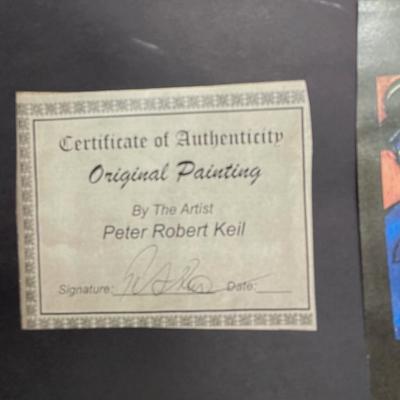 Certificate of Authenticity
Original Painting
By The Artist
Peter Robert Keil
Signature: Date: